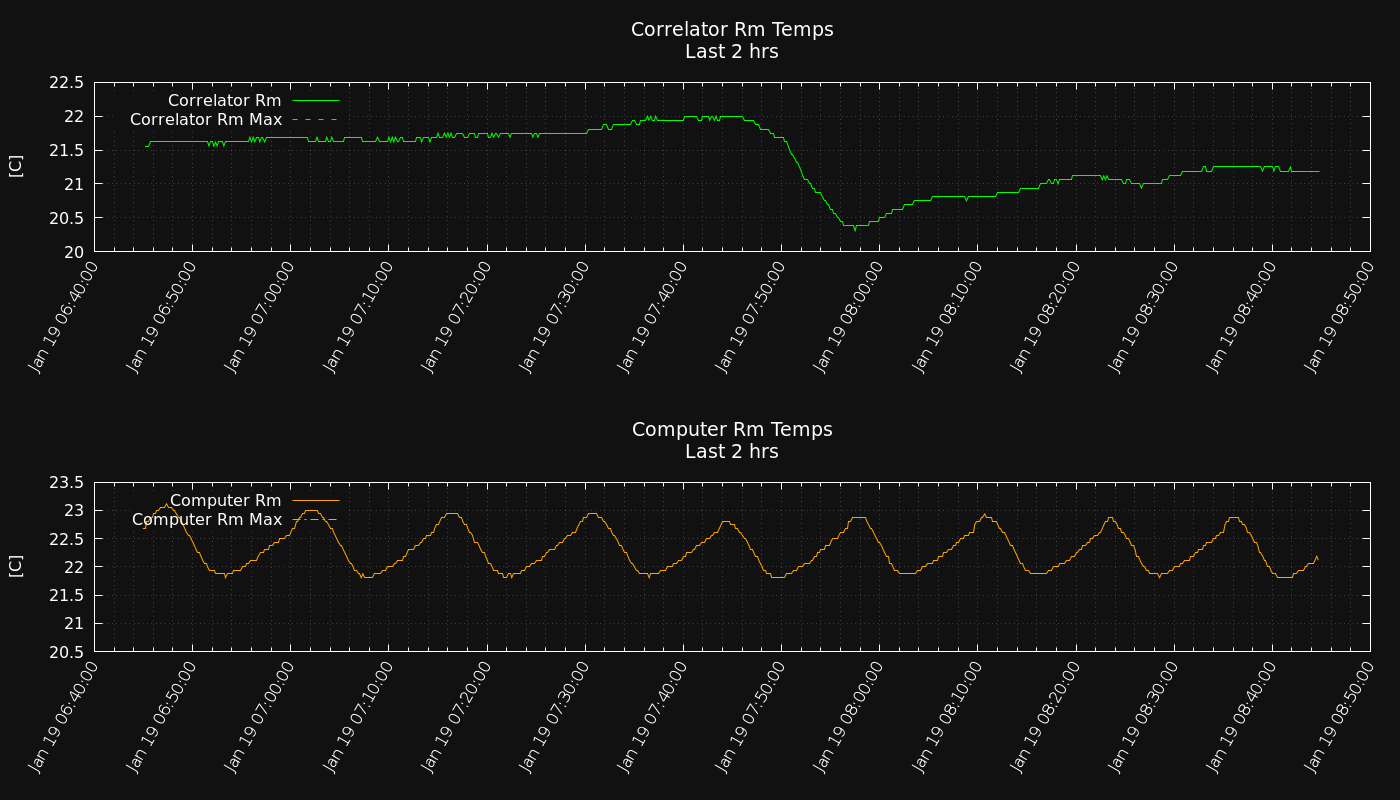 Correlator Rm Temps
Last 2 hrs
22.5
22
21.5
21
20.5
20
[C]
Correlator Rm
Correlator Rm Max
Jan 19 06:40:00
Jan 19 06:50:00
Jan 19 07:00:00
Jan 19 07:10:00
Jan 19 07:20:00
Jan 19 07:30:00
Jan 19 07:40:00
Jan 19 07:50:00
Jan 19 08:00:00
Jan 19 08:10:00
Jan 19 08:20:00
Jan 19 08:30:00
Jan 19 08:40:00
Jan 19 08:50:00
Computer Rm Temps
Last 2 hrs
23.5
23
22.5
22
21.5
21
20.5
[C]
Computer Rm
Computer Rm Max
Jan 19 06:40:00
Jan 19 06:50:00
Jan 19 07:00:00
Jan 19 07:10:00
Jan 19 07:20:00
Jan 19 07:30:00
Jan 19 07:40:00
Jan 19 07:50:00
Jan 19 08:00:00
Jan 19 08:10:00
Jan 19 08:20:00
Jan 19 08:30:00
Jan 19 08:40:00
Jan 19 08:50:00